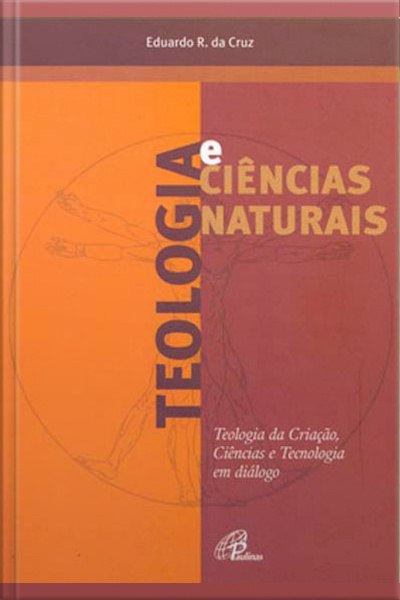 Eduardo R. da Cruz
TEOLOGIA
e
CIÊNCIAS
NATURAIS
Teologia da Criação,
Ciências e Tecnologia
em diálogo
Paulinas